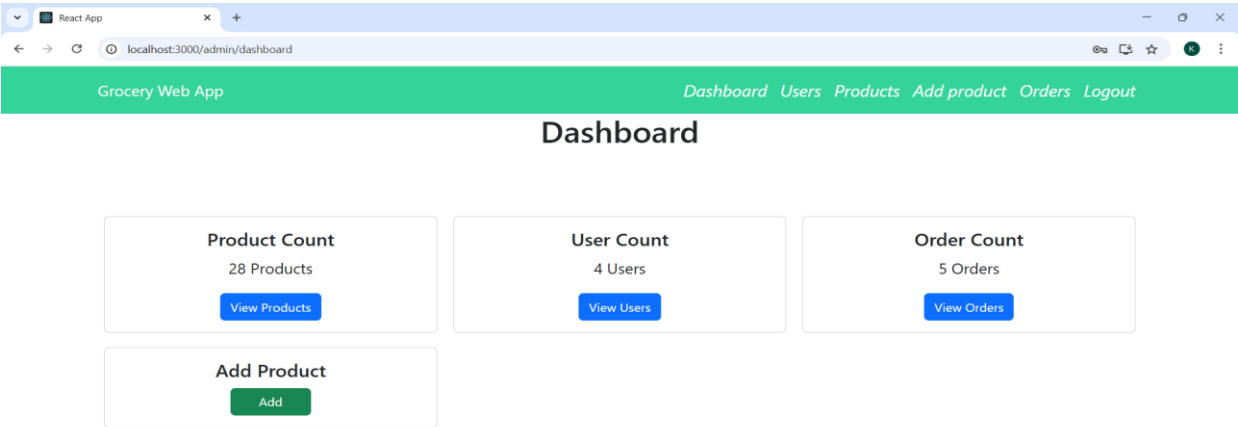 React App
localhost:3000/admin/dashboard
K
Grocery Web App Dashboard Users Products Add product Orders Logout
Dashboard
Product Count
28 Products
View Products
User Count
4 Users
View Users
Order Count
5 Orders
View Orders
Add Product
Add